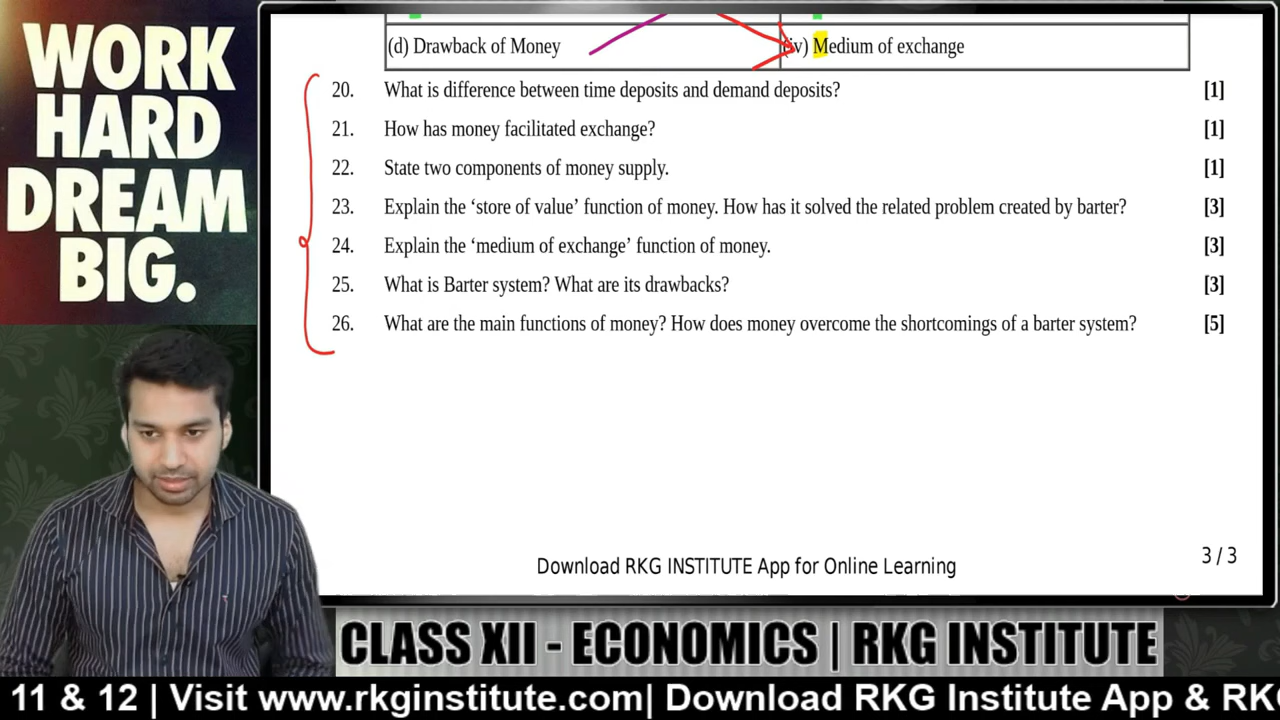 WORK
HARD
DREAM
BIG.
(d) Drawback of Money (iv) Medium of exchange
20. What is difference between time deposits and demand deposits? [1]
21. How has money facilitated exchange? [1]
22. State two components of money supply. [1]
23. Explain the ‘store of value’ function of money. How has it solved the related problem created by barter? [3]
24. Explain the ‘medium of exchange’ function of money. [3]
25. What is Barter system? What are its drawbacks? [3]
26. What are the main functions of money? How does money overcome the shortcomings of a barter system? [5]
Download RKG INSTITUTE App for Online Learning
3 / 3
CLASS XII - ECONOMICS | RKG INSTITUTE
11 & 12 | Visit www.rkginstitute.com| Download RKG Institute App & RK